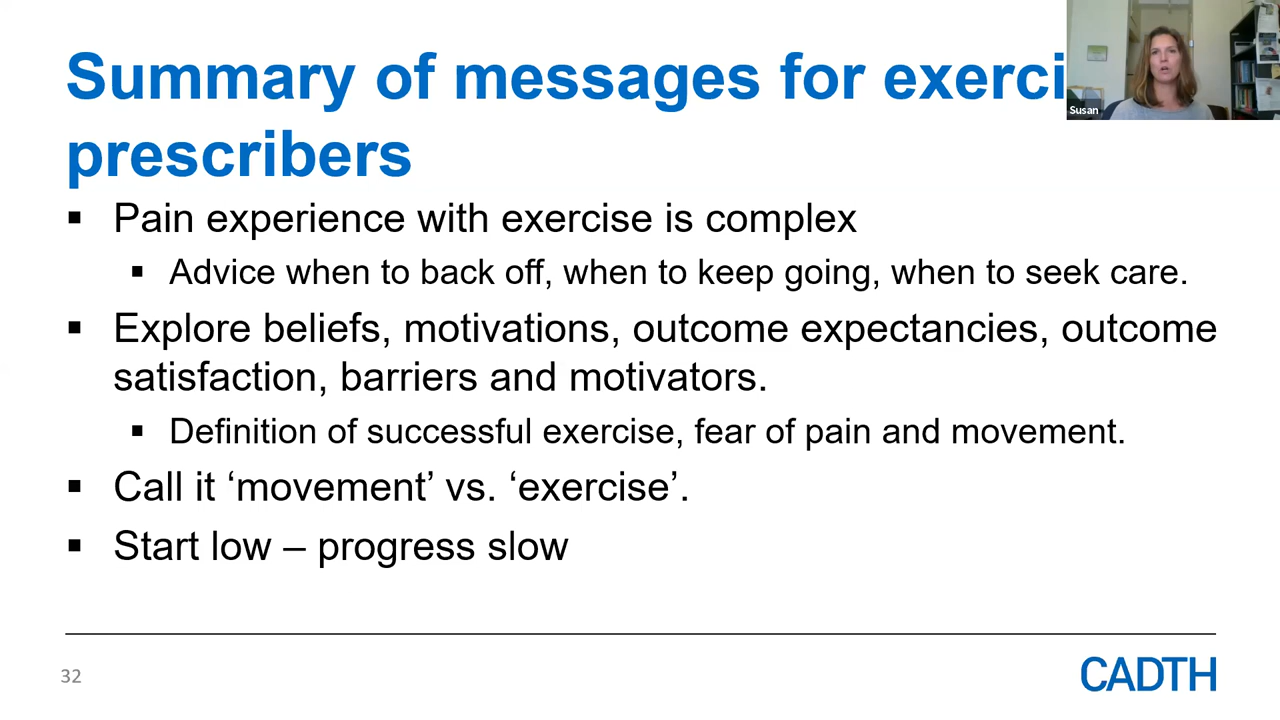 Summary of messages for exerci
prescribers
▪ Pain experience with exercise is complex
▪ Advice when to back off, when to keep going, when to seek care.
▪ Explore beliefs, motivations, outcome expectancies, outcome
satisfaction, barriers and motivators.
▪ Definition of successful exercise, fear of pain and movement.
▪ Call it ‘movement’ vs. ‘exercise’.
▪ Start low – progress slow
Susan
32
CADTH